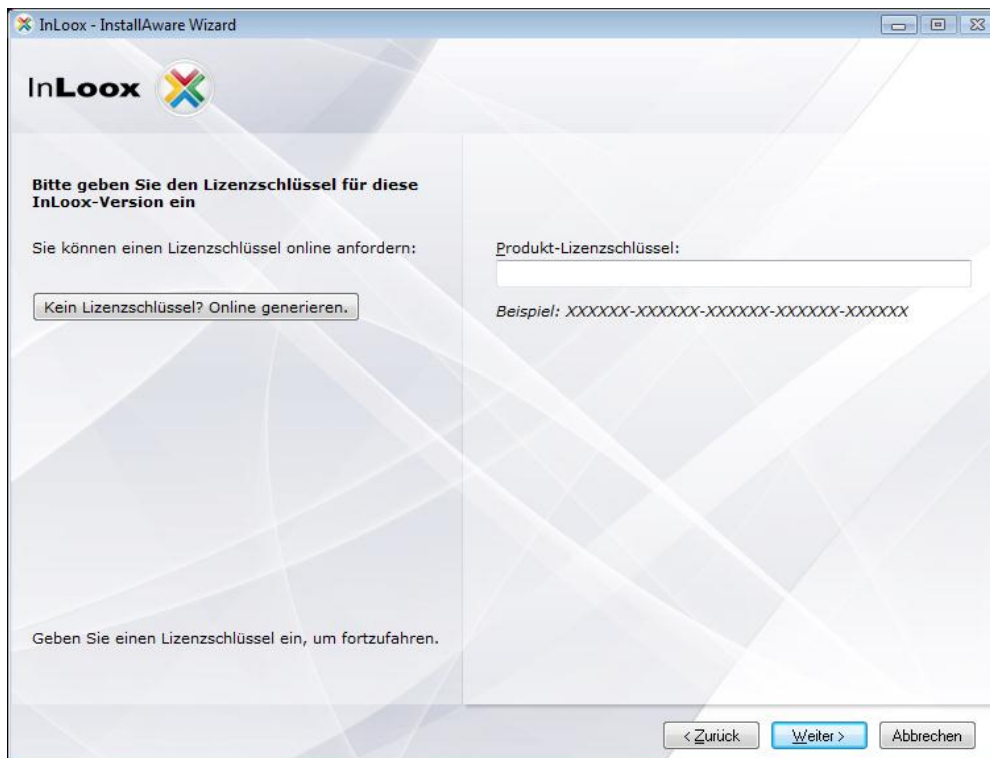 InLoox - InstallAware Wizard
InLoox
Bitte geben Sie den Lizenzschlüssel für diese
InLoox-Version ein
Sie können einen Lizenzschlüssel online anfordern:
Kein Lizenzschlüssel? Online generieren.
Geben Sie einen Lizenzschlüssel ein, um fortzufahren.
Produkt-Lizenzschlüssel:
Beispiel: XXXXXX-XXXXXX-XXXXXX-XXXXXX-XXXXXX
< Zurück
Weiter >
Abbrechen